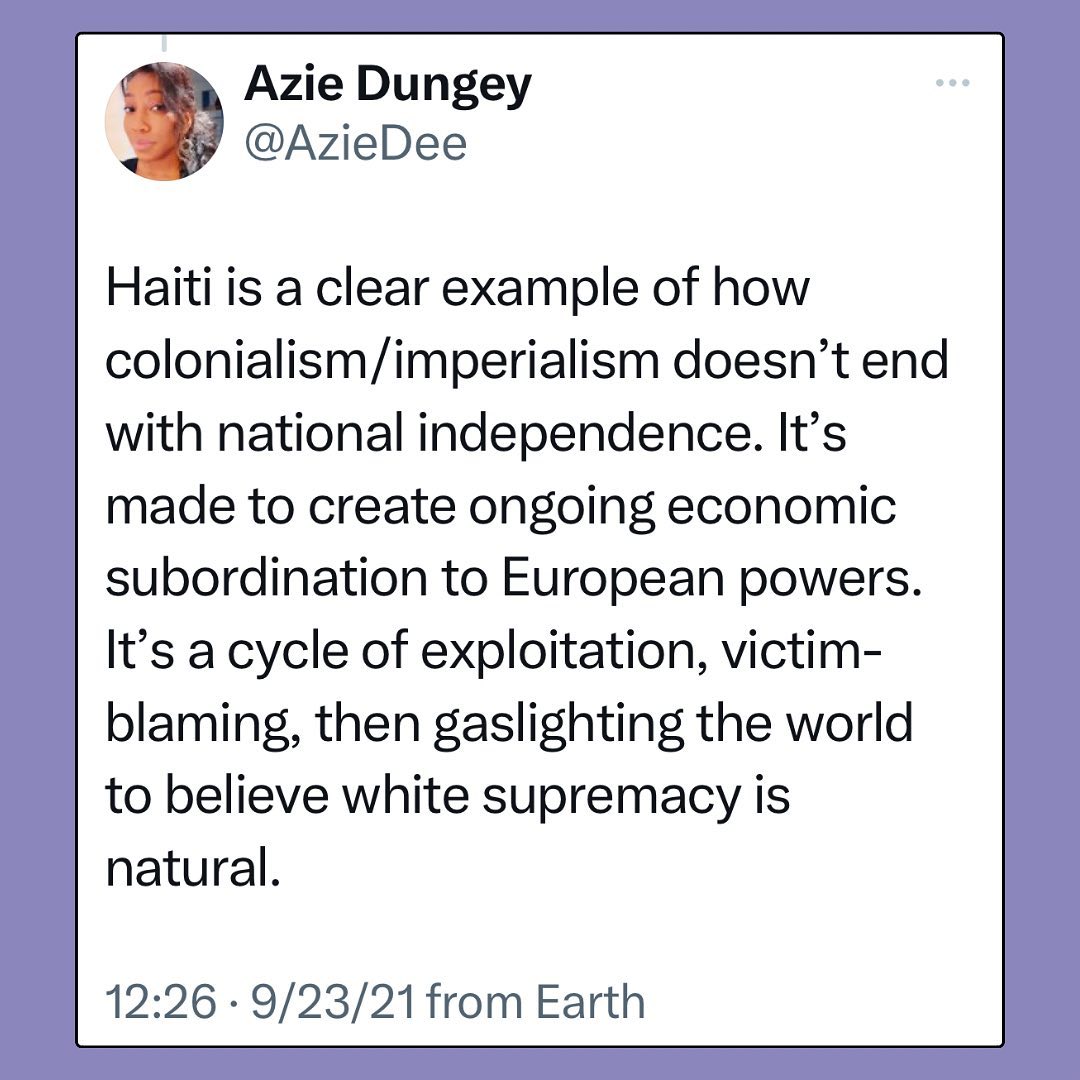 Azie Dungey
@AzieDee
Haiti is a clear example of how
colonialism/imperialism doesn’t end
with national independence. It’s
made to create ongoing economic
subordination to European powers.
It’s a cycle of exploitation, victim-
blaming, then gaslighting the world
to believe white supremacy is
natural.
12:26 · 9/23/21 from Earth